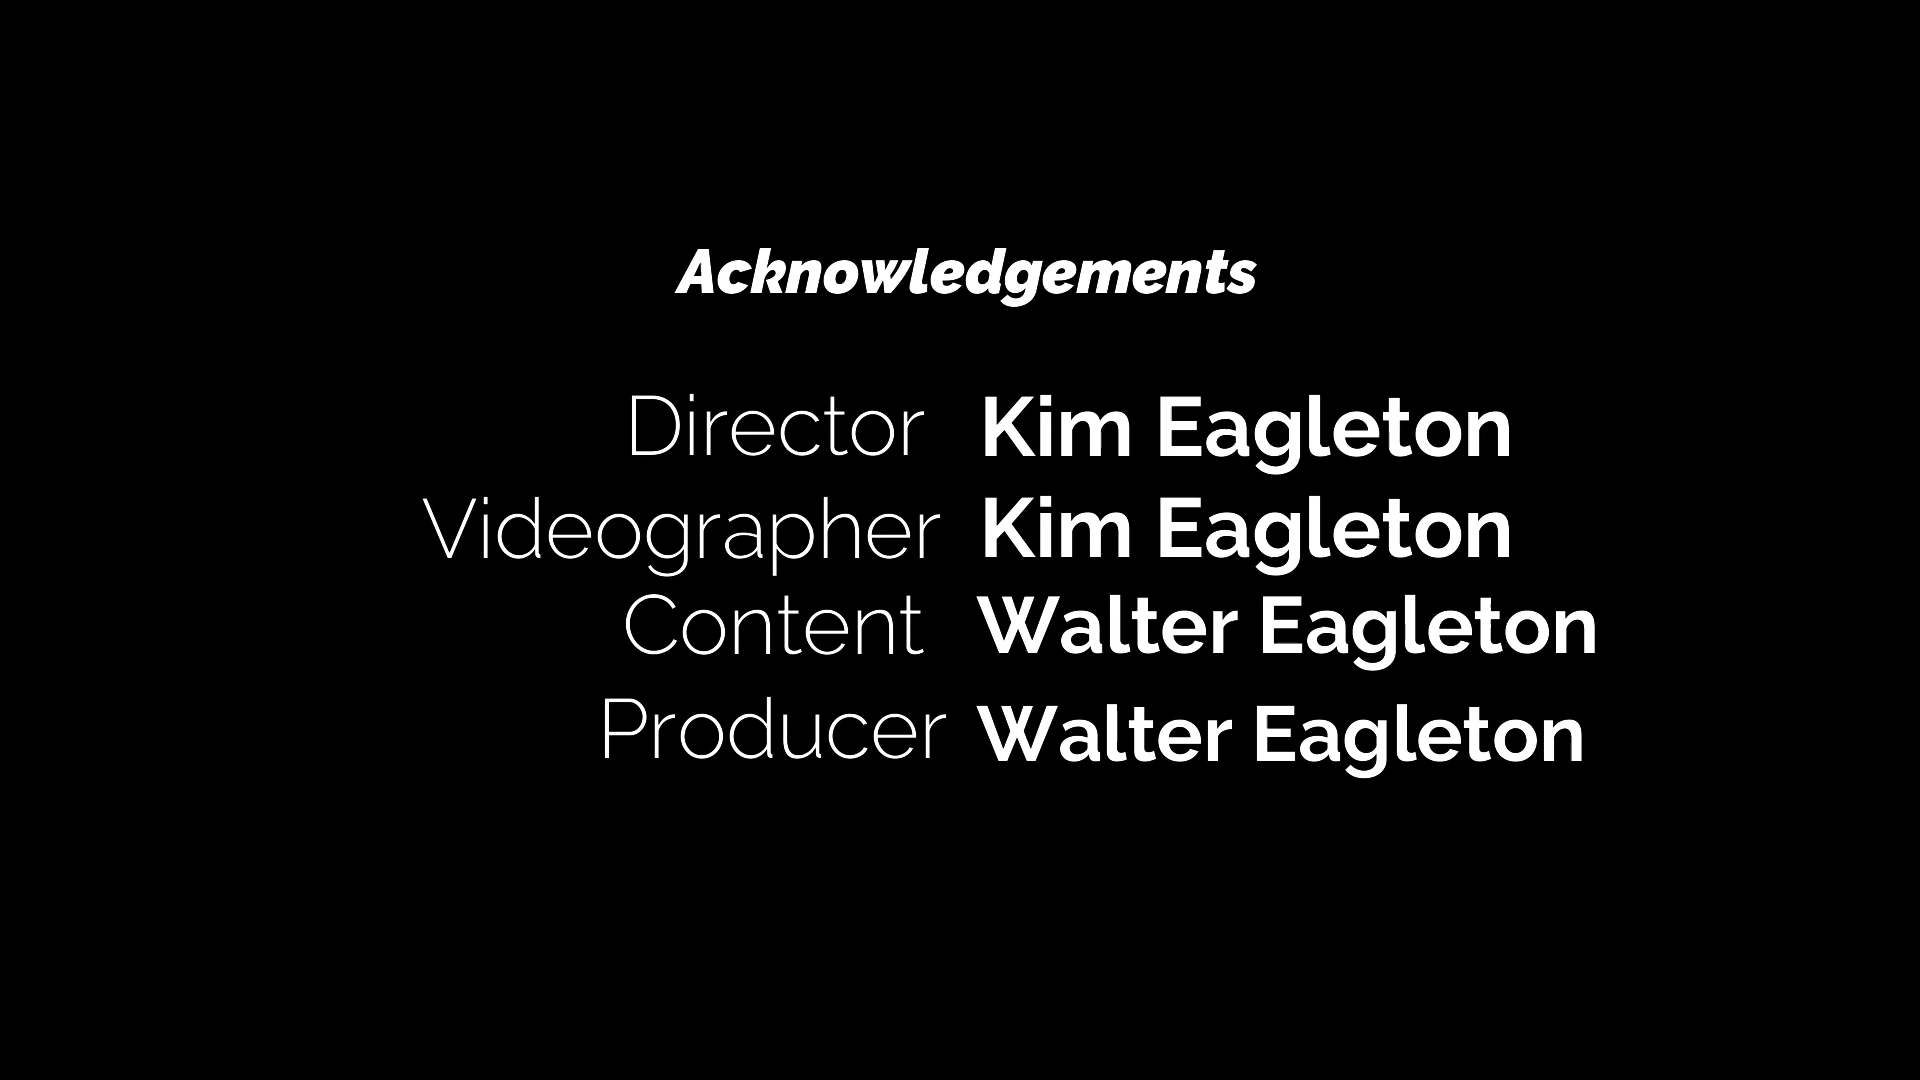 Acknowledgements
Director Kim Eagleton
Videographer Kim Eagleton
Content Walter Eagleton
Producer Walter Eagleton